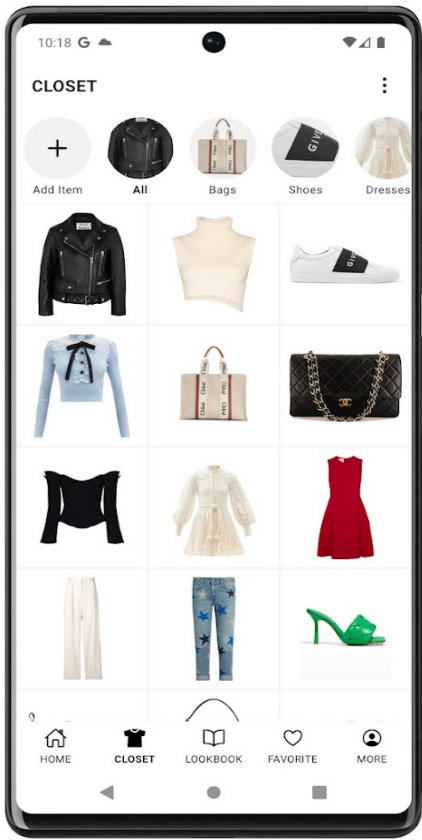 10:18 G
CLOSET
Add Item
All
Bags
Shoes
Dresses
HOME
CLOSET
LOOKBOOK
FAVORITE
MORE